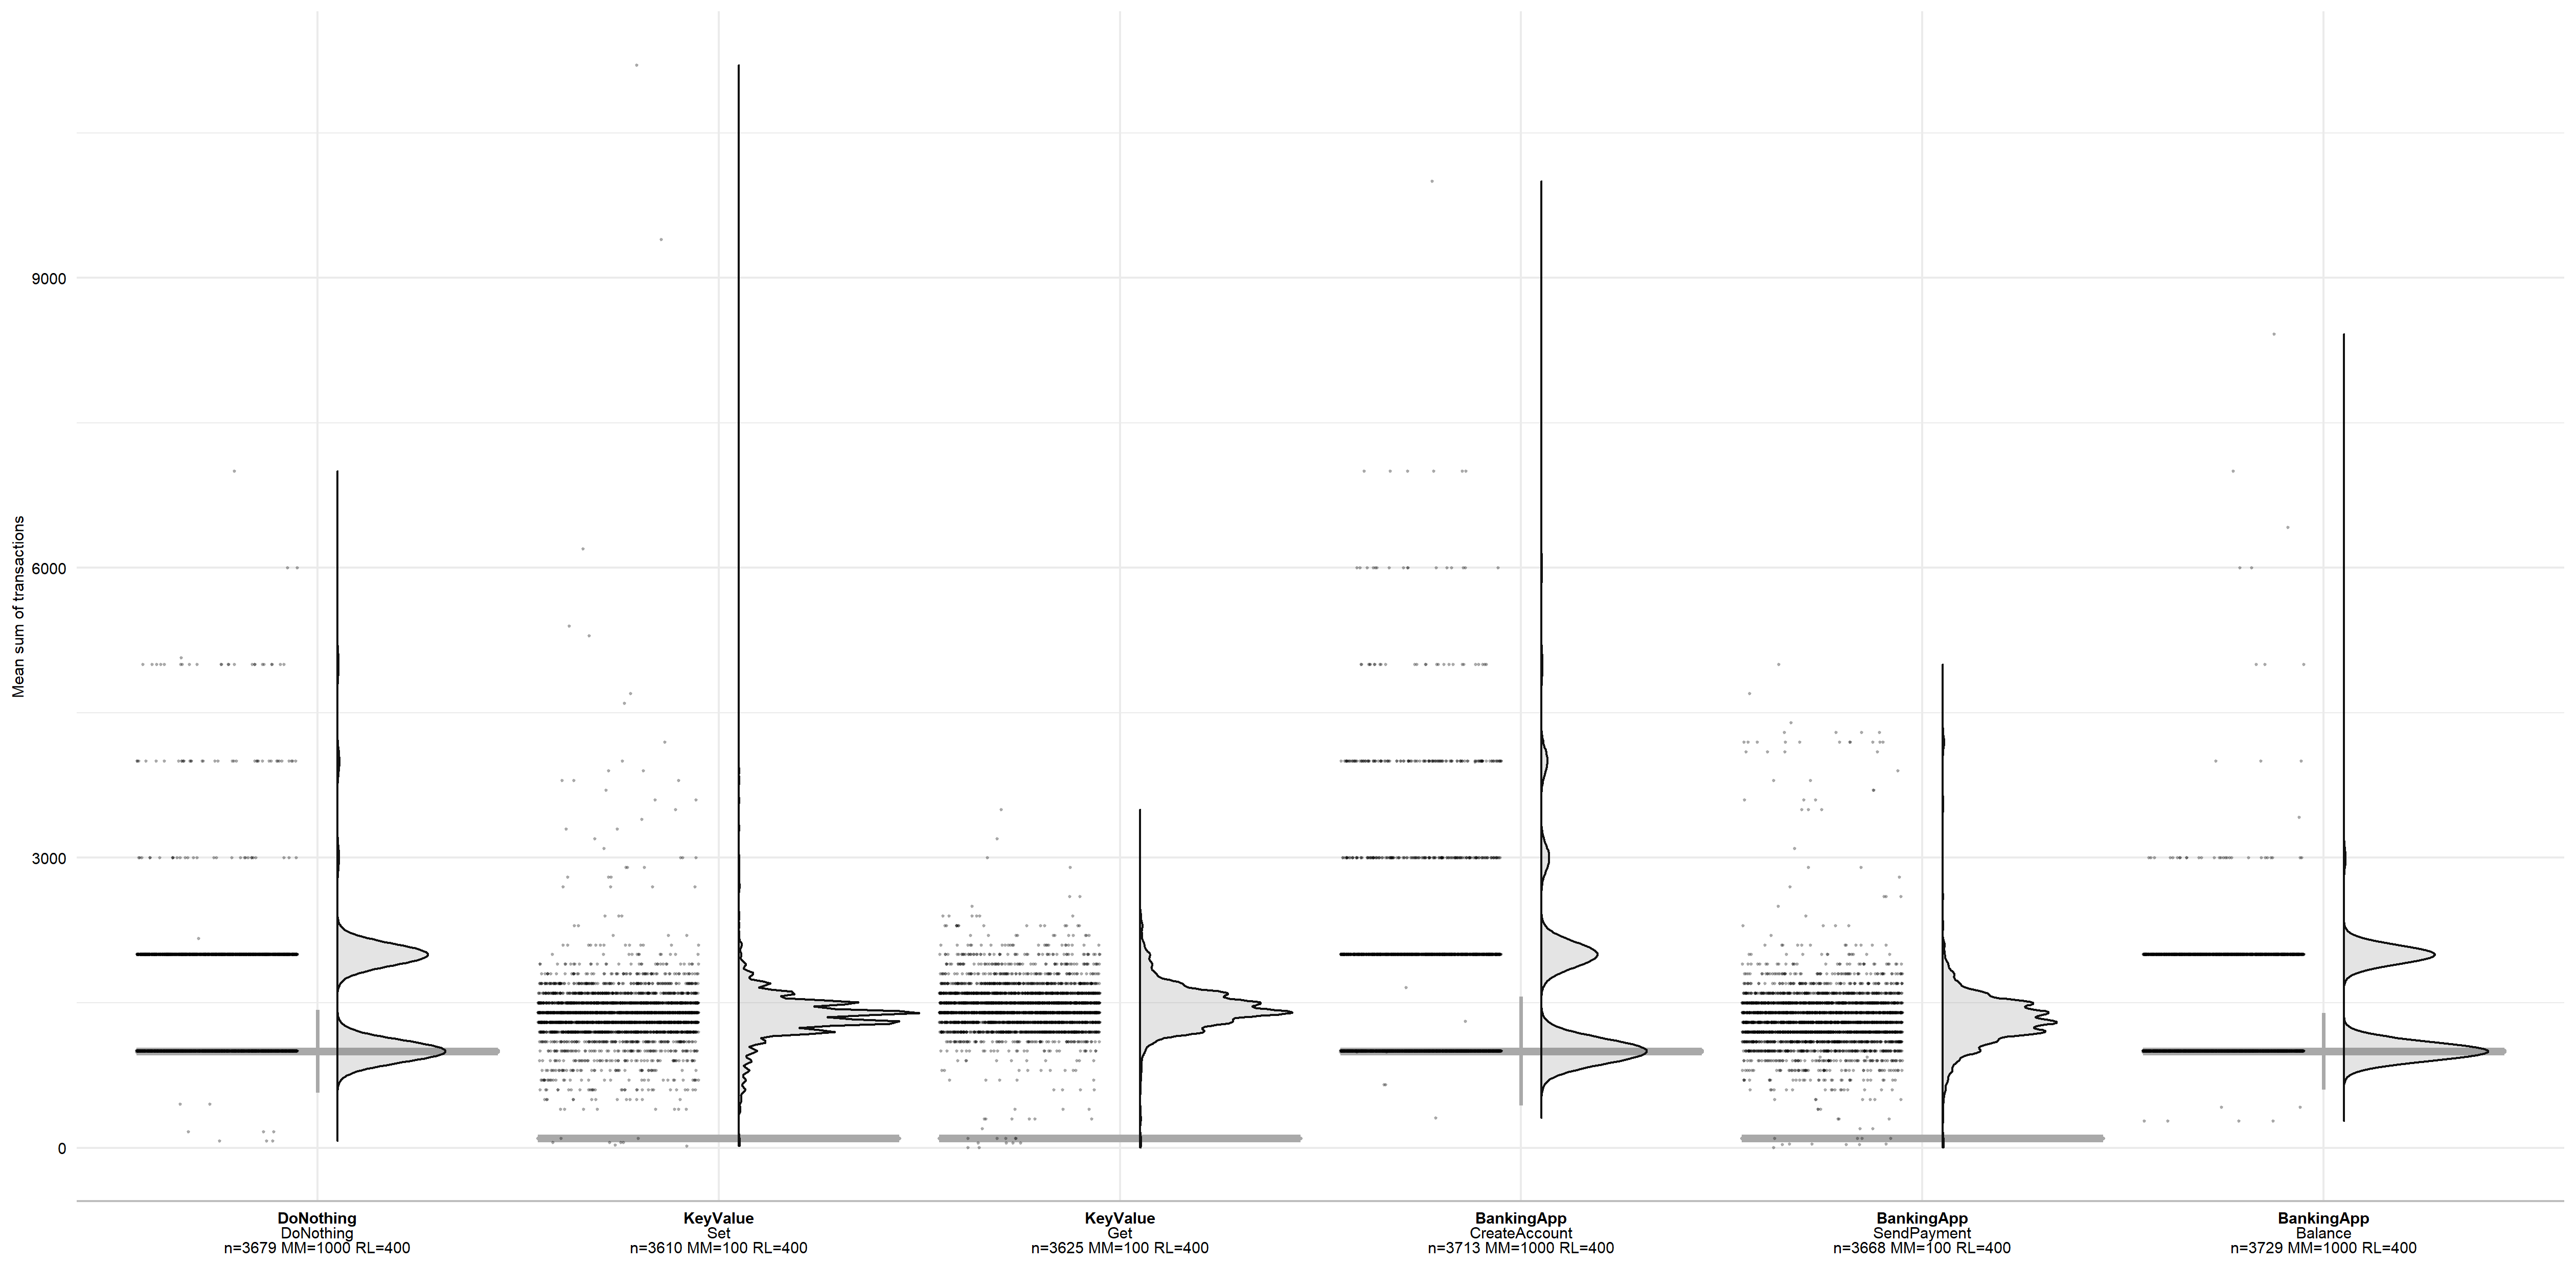 Mean sum of transactions
9000
6000
3000
0
DoNothing
DoNothing
n=3679 MM=1000 RL=400
KeyValue
Set
n=3610 MM=100 RL=400
KeyValue
Get
n=3625 MM=100 RL=400
BankingApp
CreateAccount
n=3713 MM=1000 RL=400
BankingApp
SendPayment
n=3668 MM=100 RL=400
BankingApp
Balance
n=3729 MM=1000 RL=400